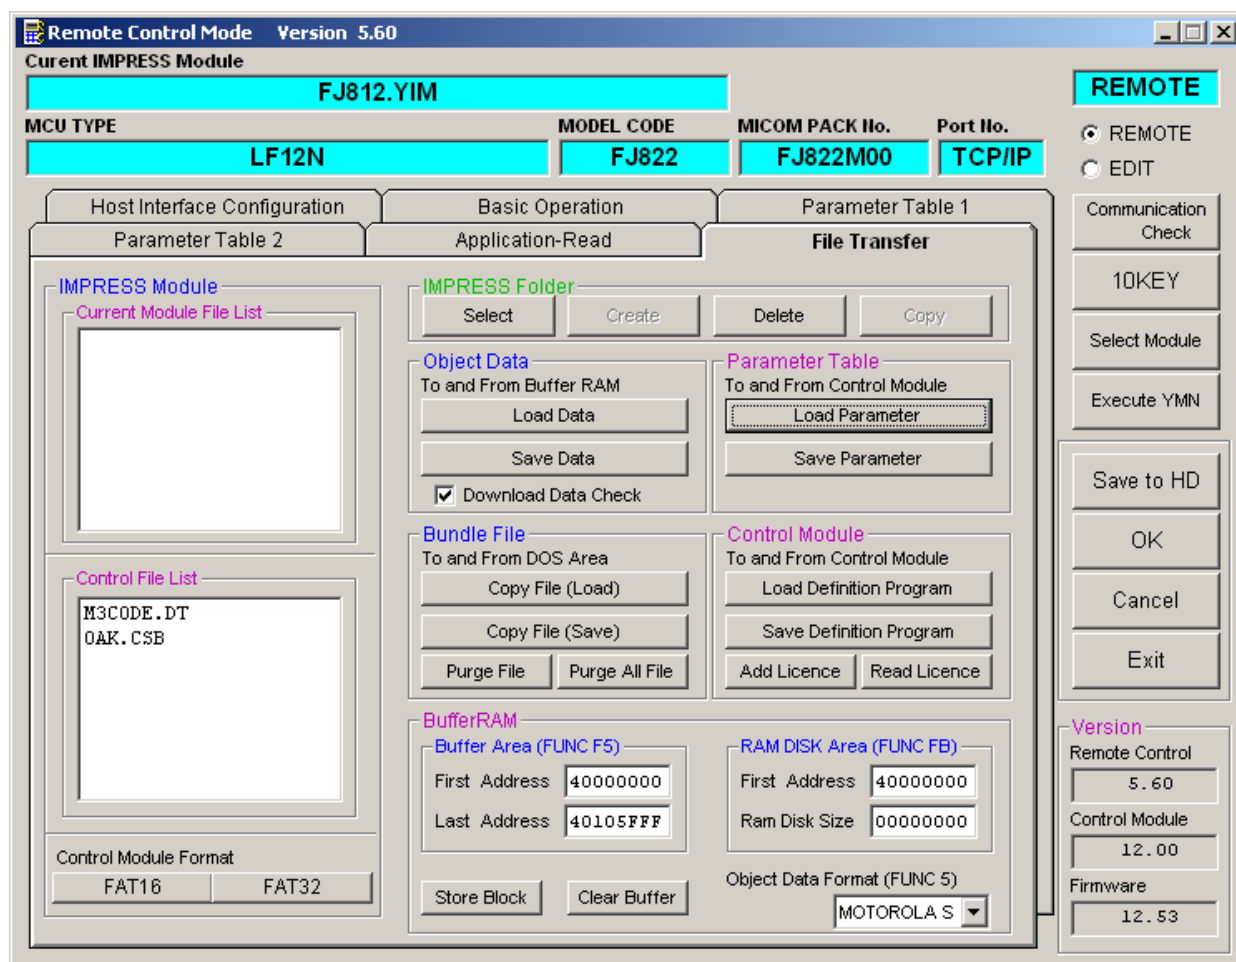 Remote Control Mode    Version  5.60
Curent IMPRESS Module
FJ812.YIM
REMOTE
MCU TYPE
MODEL CODE
MICOM PACK No.
Port No.
LF12N
FJ822
FJ822M00
TCP/IP
REMOTE
EDIT
Host Interface Configuration
Basic Operation
Parameter Table 1
Parameter Table 2
Application-Read
File Transfer
Communication
Check
10KEY
Select Module
Execute YMN
IMPRESS Module
Current Module File List
IMPRESS Folder
Select
Create
Delete
Copy
Object Data
To and From Buffer RAM
Load Data
Save Data
Download Data Check
Parameter Table
To and From Control Module
Load Parameter
Save Parameter
Save to HD
OK
Cancel
Exit
Control File List
M3CODE.DT
OAK.CSB
Bundle File
To and From DOS Area
Copy File (Load)
Copy File (Save)
Purge File
Purge All File
Control Module
To and From Control Module
Load Definition Program
Save Definition Program
Add Licence
Read Licence
BufferRAM
Buffer Area (FUNC F5)
First  Address
40000000
Last  Address
40105FFF
RAM DISK Area (FUNC FB)
First  Address
40000000
Ram Disk Size
00000000
Control Module Format
FAT16
FAT32
Store Block
Clear Buffer
Object Data Format (FUNC 5)
MOTOROLA S
Version
Remote Control
5.60
Control Module
12.00
Firmware
12.53